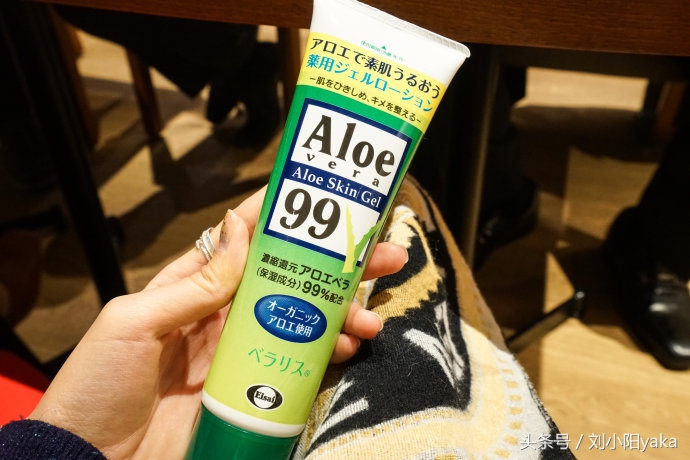 アロエで素肌うるおう
薬用ジェルローション
－肌をひきしめ、キメを整える－
Aloe
vera
Aloe Skin Gel
99
濃縮還元アロエベラ
(保湿成分)99%配合
オーガニック
アロエ使用
ベラリス®
Eisai
头条号 / 刘小阳yaka